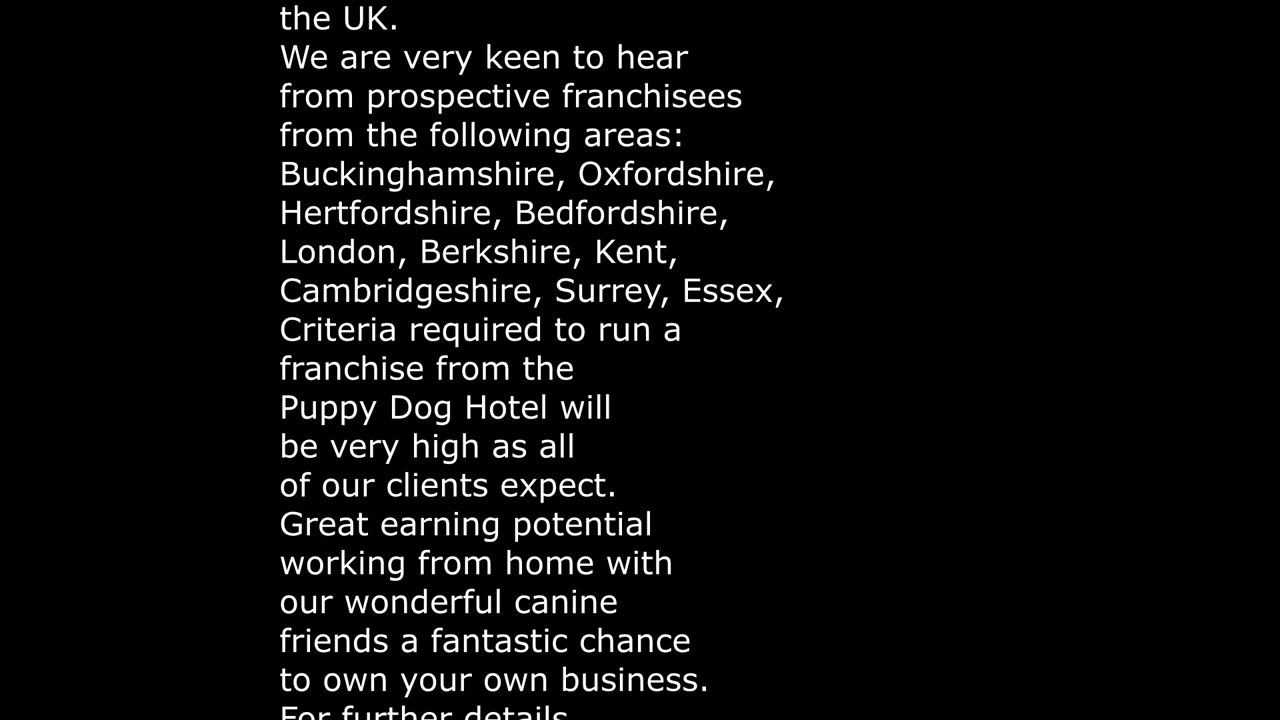 the UK.
We are very keen to hear
from prospective franchisees
from the following areas:
Buckinghamshire, Oxfordshire,
Hertfordshire, Bedfordshire,
London, Berkshire, Kent,
Cambridgeshire, Surrey, Essex,
Criteria required to run a
franchise from the
Puppy Dog Hotel will
be very high as all
of our clients expect.
Great earning potential
working from home with
our wonderful canine
friends a fantastic chance
to own your own business.
For further details